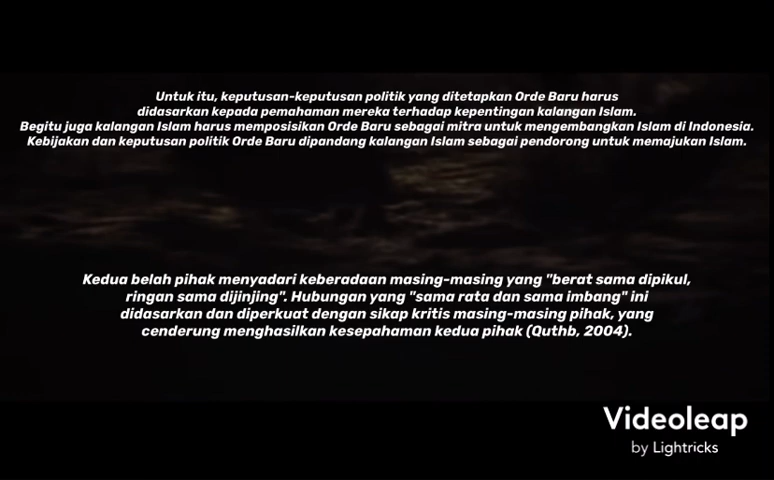 Untuk itu, keputusan-keputusan politik yang ditetapkan Orde Baru harus
didasarkan kepada pemahaman mereka terhadap kepentingan kalangan Islam.
Begitu juga kalangan Islam harus memposisikan Orde Baru sebagai mitra untuk mengembangkan Islam di Indonesia.
Kebijakan dan keputusan politik Orde Baru dipandang kalangan Islam sebagai pendorong untuk memajukan Islam.
Kedua belah pihak menyadari keberadaan masing-masing yang "berat sama dipikul,
ringan sama dijinjing". Hubungan yang "sama rata dan sama imbang" ini
didasarkan dan diperkuat dengan sikap kritis masing-masing pihak, yang
cenderung menghasilkan kesepahaman kedua pihak (Quthb, 2004).
Videoleap
by Lightricks